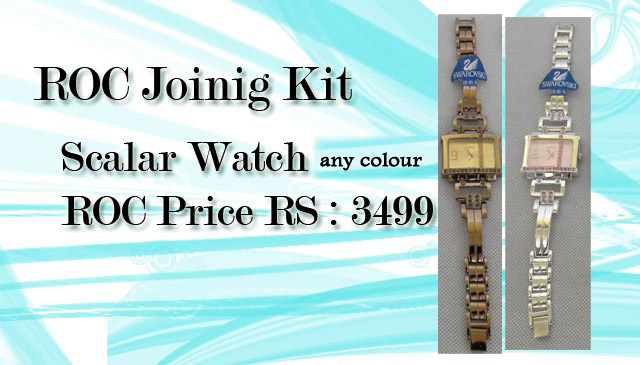 ROC Joinig Kit
Scalar Watch any colour
ROC Price RS : 3499
SWAROVSKI
SWAROVSKI